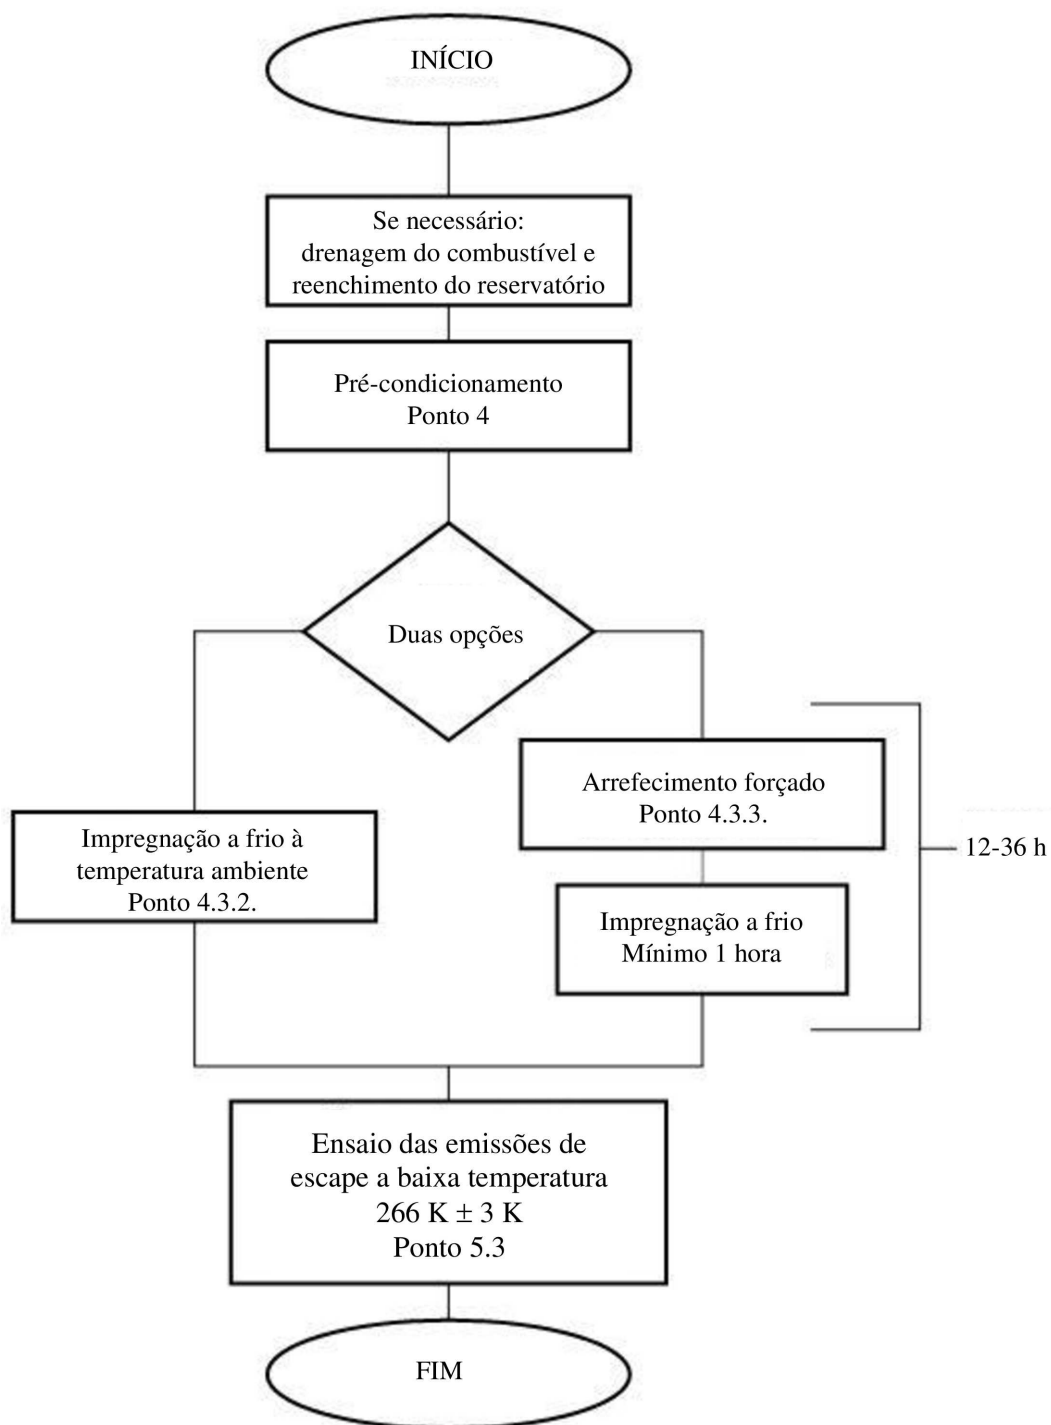 INÍCIO
Se necessário:
drenagem do combustível e
reenchimento do reservatório
Pré-condicionamento
Ponto 4
Duas opções
Impregnação a frio à
temperatura ambiente
Ponto 4.3.2.
Arrefecimento forçado
Ponto 4.3.3.
Impregnação a frio
Mínimo 1 hora
12-36 h
Ensaio das emissões de
escape a baixa temperatura
266 K ± 3 K
Ponto 5.3
FIM